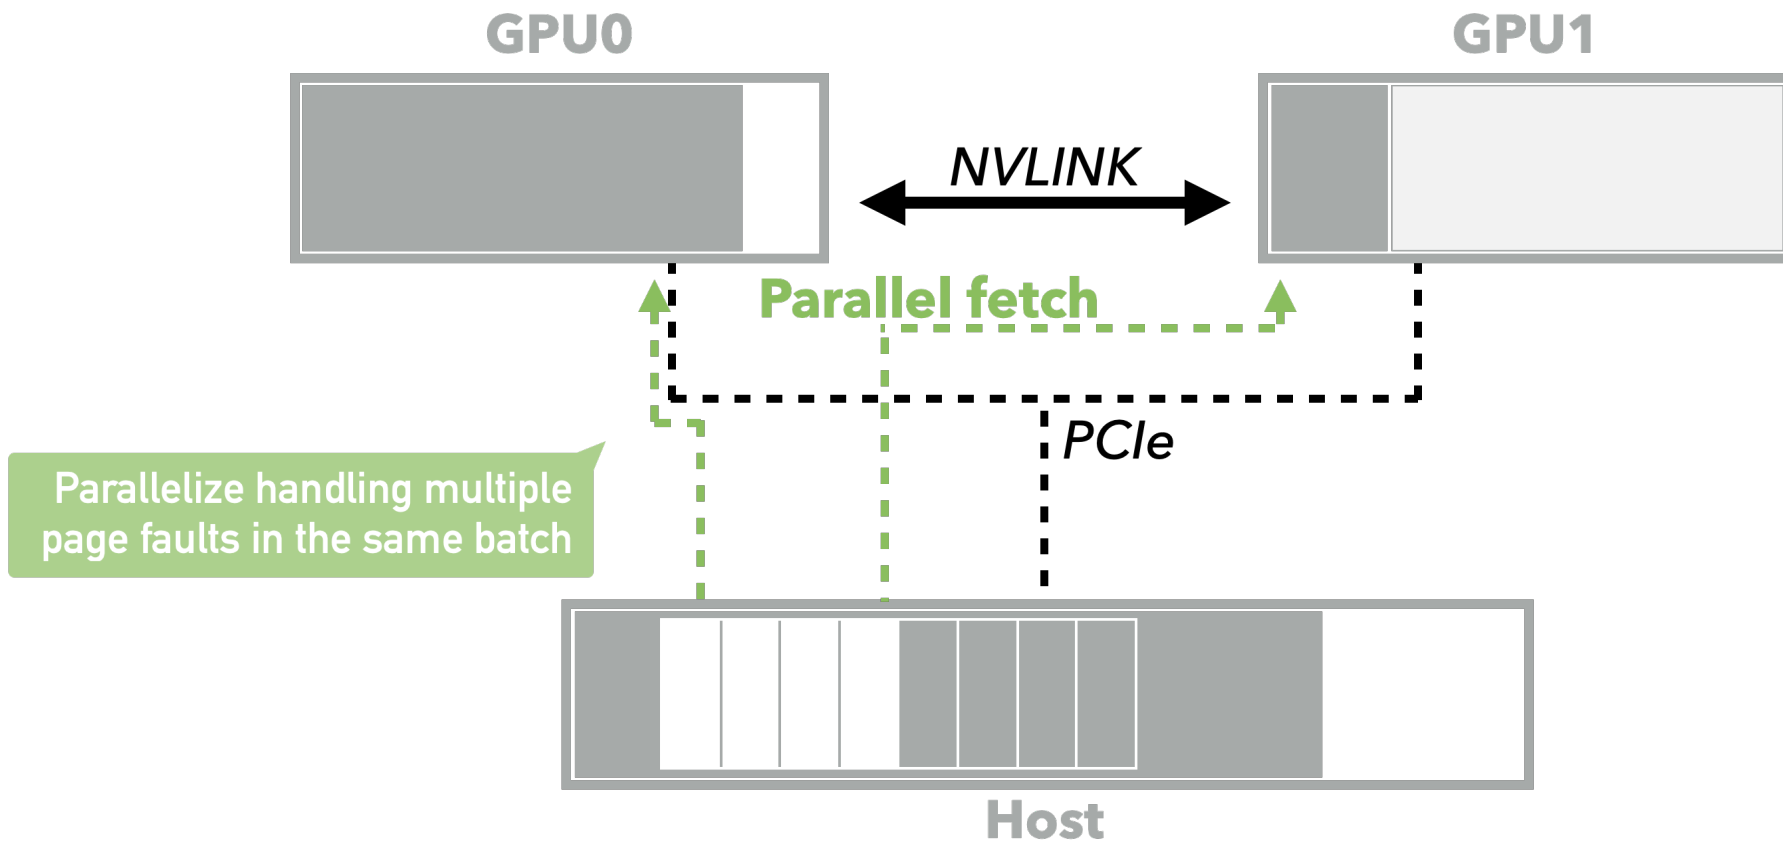 GPU0
GPU1
NVLINK
Parallel fetch
PCIe
Parallelize handling multiple
page faults in the same batch
Host